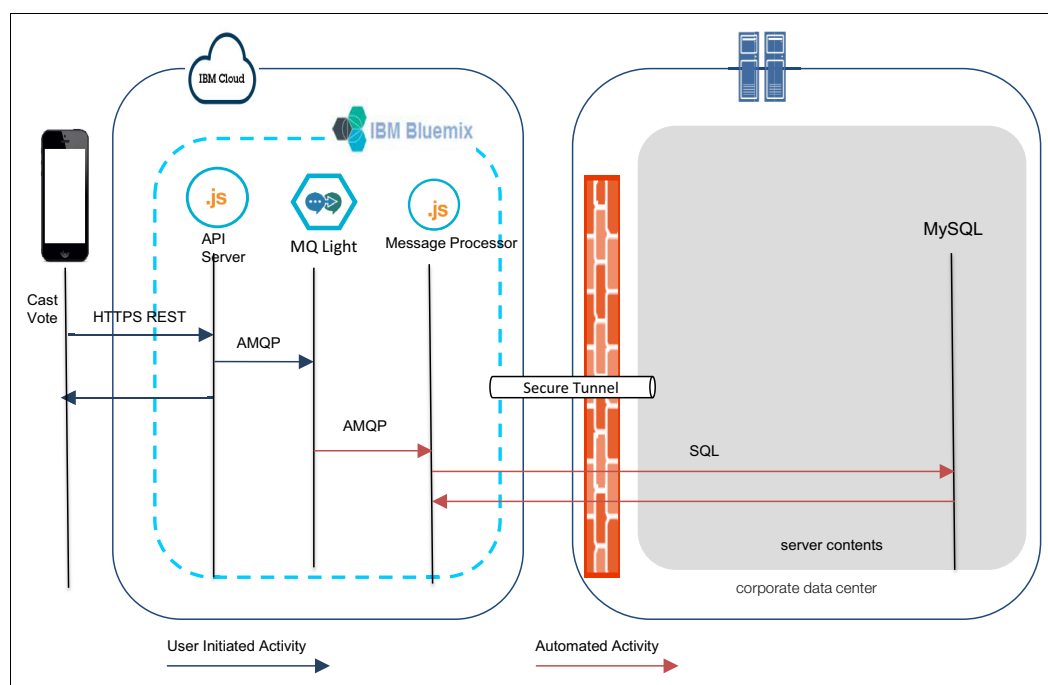 IBM Cloud
IBM Bluemix
.js
.js
API
Server
MQ Light
Message Processor
MySQL
Cast
Vote
HTTPS REST
AMQP
Secure Tunnel
AMQP
SQL
server contents
corporate data center
User Initiated Activity
Automated Activity